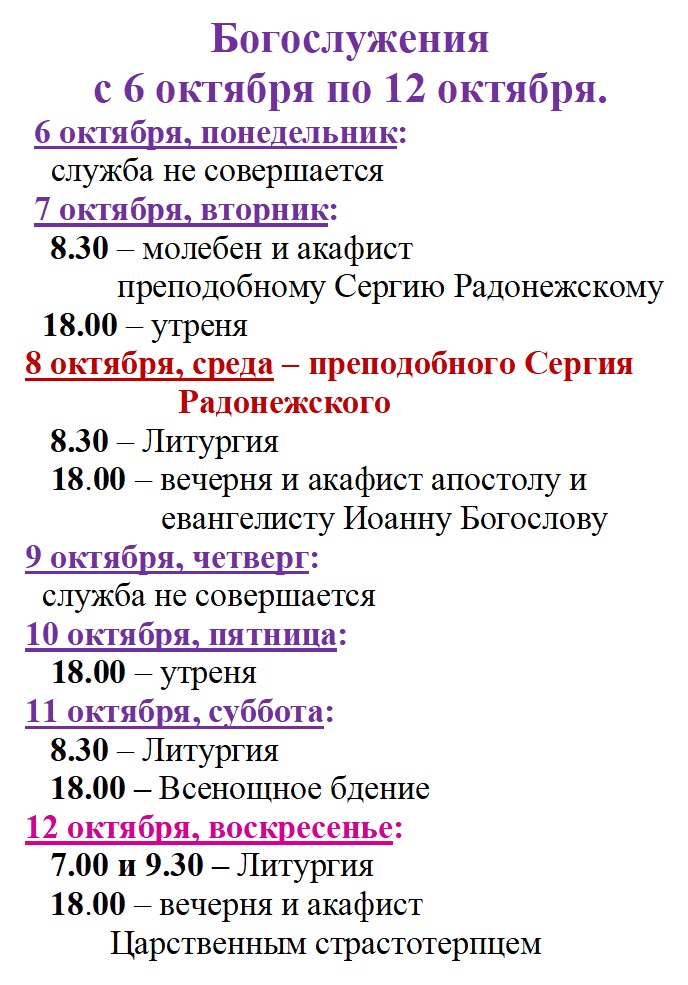 Богослужения
с 6 октября по 12 октября.
6 октября, понедельник:
служба не совершается
7 октября, вторник:
8.30 – молебен и акафист
преподобному Сергию Радонежскому
18.00 – утреня
8 октября, среда – преподобного Сергия
Радонежского
8.30 – Литургия
18.00 – вечерня и акафист апостолу и
евангелисту Иоанну Богослову
9 октября, четверг:
служба не совершается
10 октября, пятница:
18.00 – утреня
11 октября, суббота:
8.30 – Литургия
18.00 – Всенощное бдение
12 октября, воскресенье:
7.00 и 9.30 – Литургия
18.00 – вечерня и акафист
Царственным страстотерпцем